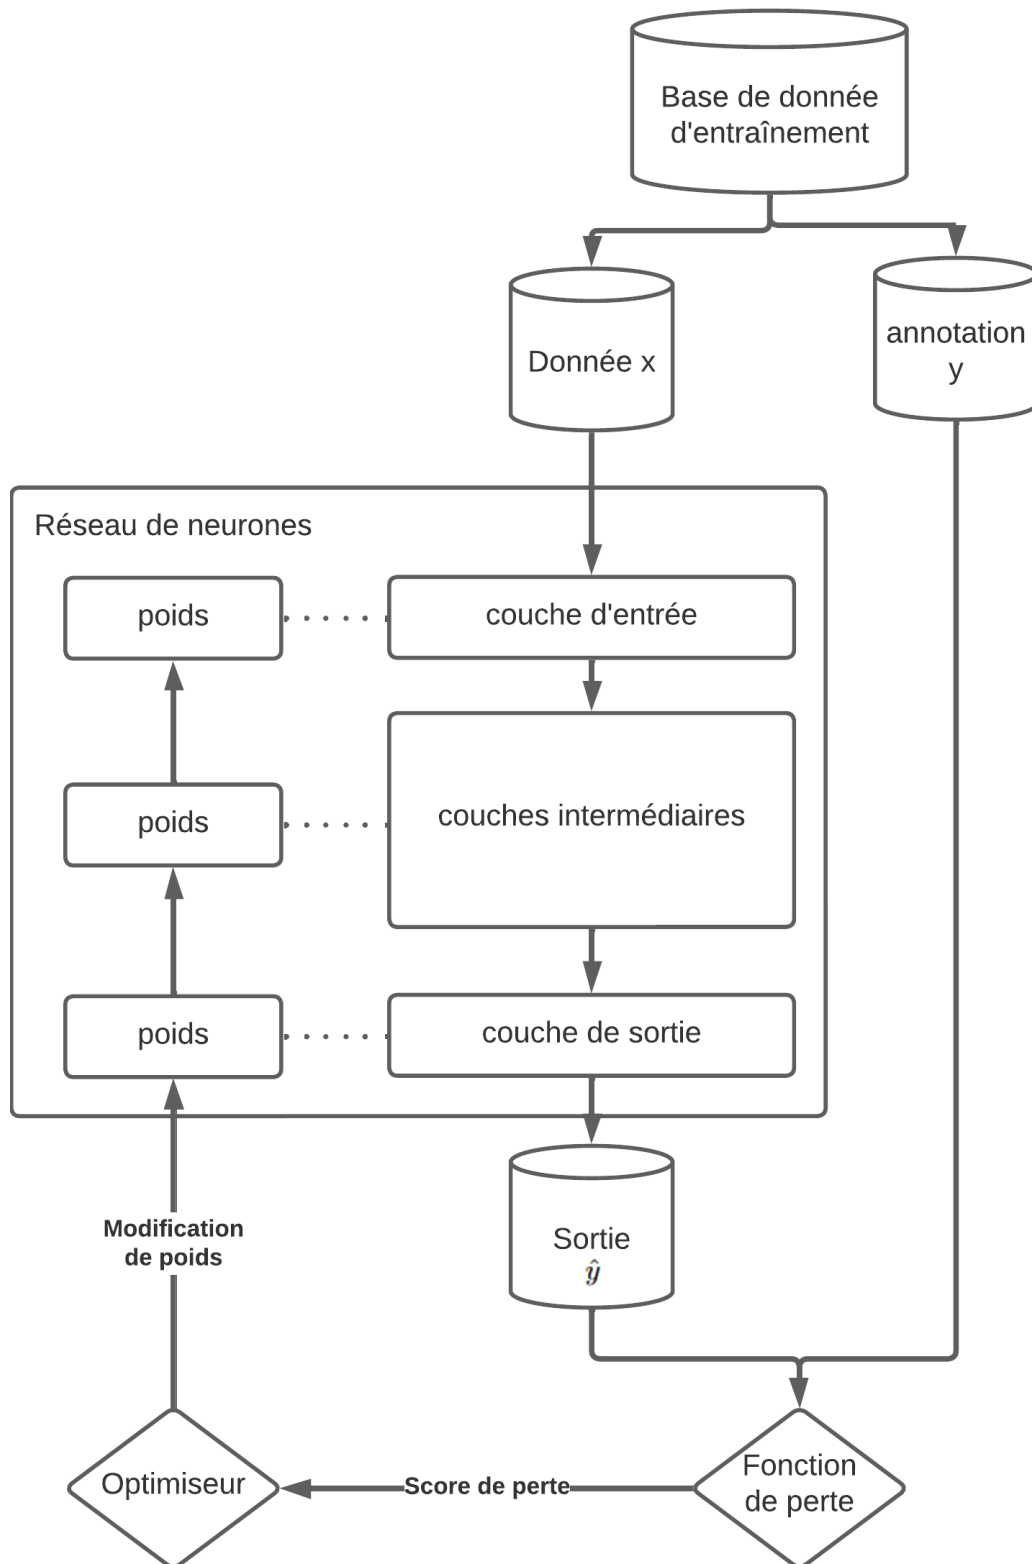 Base de donnée
d'entraînement
Donnée x
annotation
y
Réseau de neurones
poids
couche d'entrée
poids
couches intermédiaires
poids
couche de sortie
Modification
de poids
Sortie
ŷ
Optimiseur
Score de perte
Fonction
de perte